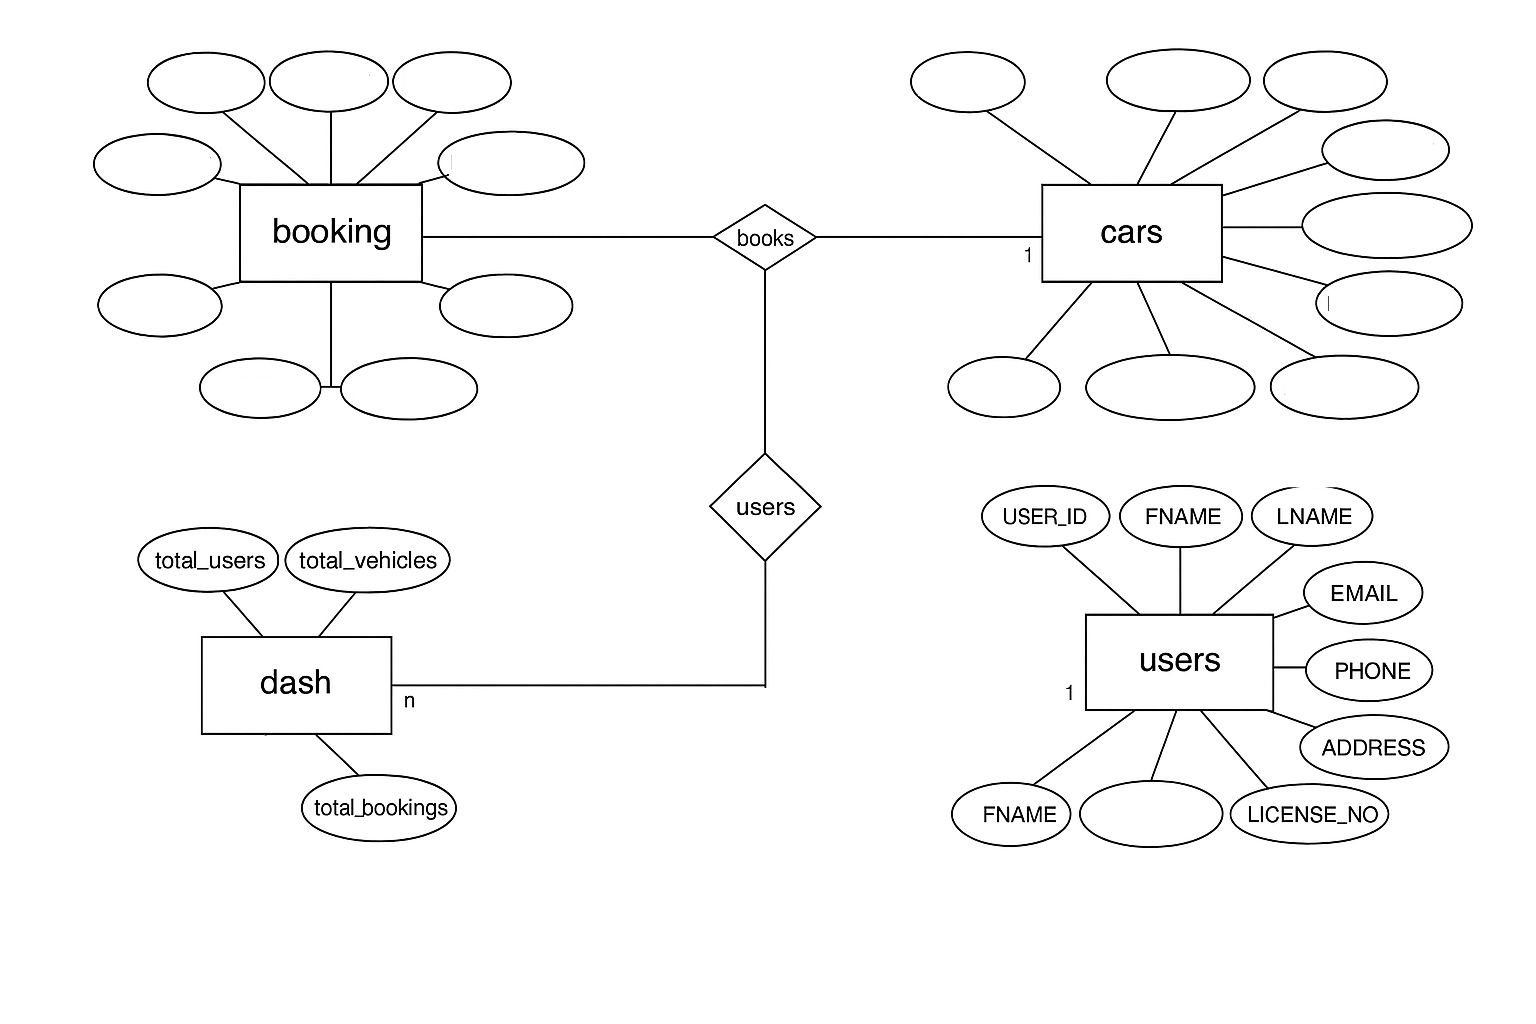 booking
books
cars
1
users
USER_ID
FNAME
LNAME
EMAIL
PHONE
ADDRESS
users
1
FNAME
LICENSE_NO
total_users
total_vehicles
dash
n
total_bookings